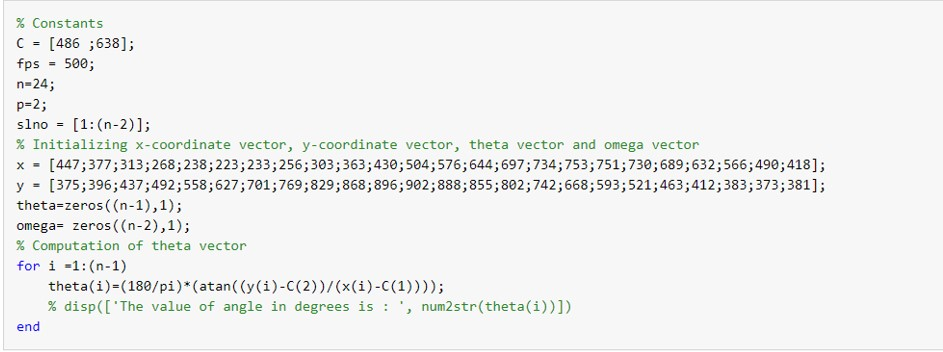 % Constants
C = [486 ;638];
fps = 500;
n=24;
p=2;
slno = [1:(n-2)];
% Initializing x-coordinate vector, y-coordinate vector, theta vector and omega vector
x = [447;377;313;268;238;223;233;256;303;363;430;504;576;644;697;734;753;751;730;689;632;566;490;418];
y = [375;396;437;492;558;627;701;769;829;868;896;902;888;855;802;742;668;593;521;463;412;383;373;381];
theta=zeros((n-1),1);
omega= zeros((n-2),1);
% Computation of theta vector
for i =1:(n-1)
    theta(i)=(180/pi)*(atan((y(i)-C(2))/(x(i)-C(1))));
    % disp(['The value of angle in degrees is : ', num2str(theta(i))])
end